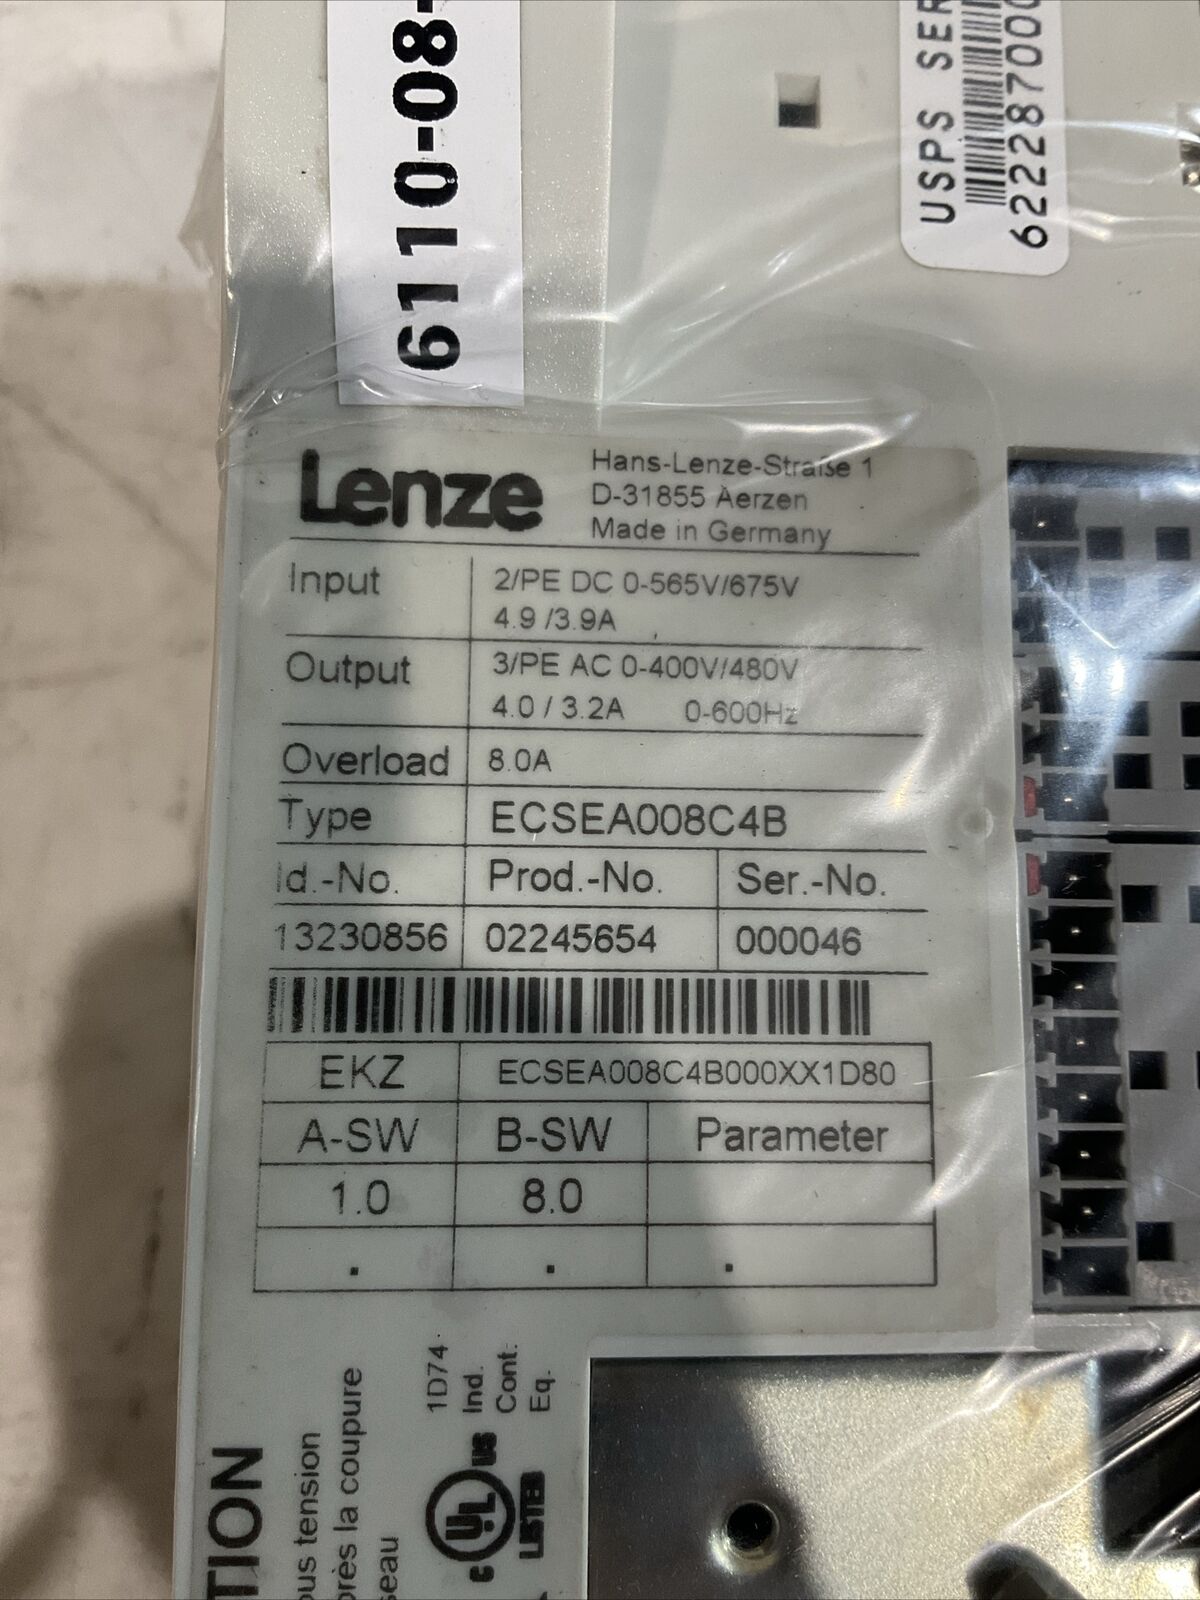 6110-08-
USPS SER
622287000
Lenze
Hans-Lenze-Straße 1
D-31855 Aerzen
Made in Germany
Input 2/PE DC 0-565V/675V
4.9 /3.9A
Output 3/PE AC 0-400V/480V
4.0 / 3.2A 0-600Hz
Overload 8.0A
Type ECSEA008C4B
Id.-No. Prod.-No. Ser.-No.
13230856 02245654 000046
EKZ ECSEA008C4B000XX1D80
A-SW B-SW Parameter
1.0 8.0
. . .
1D74
Ind.
Cont.
Eq.
c UL us
LISTED
TION
ous tension
près la coupure
seau